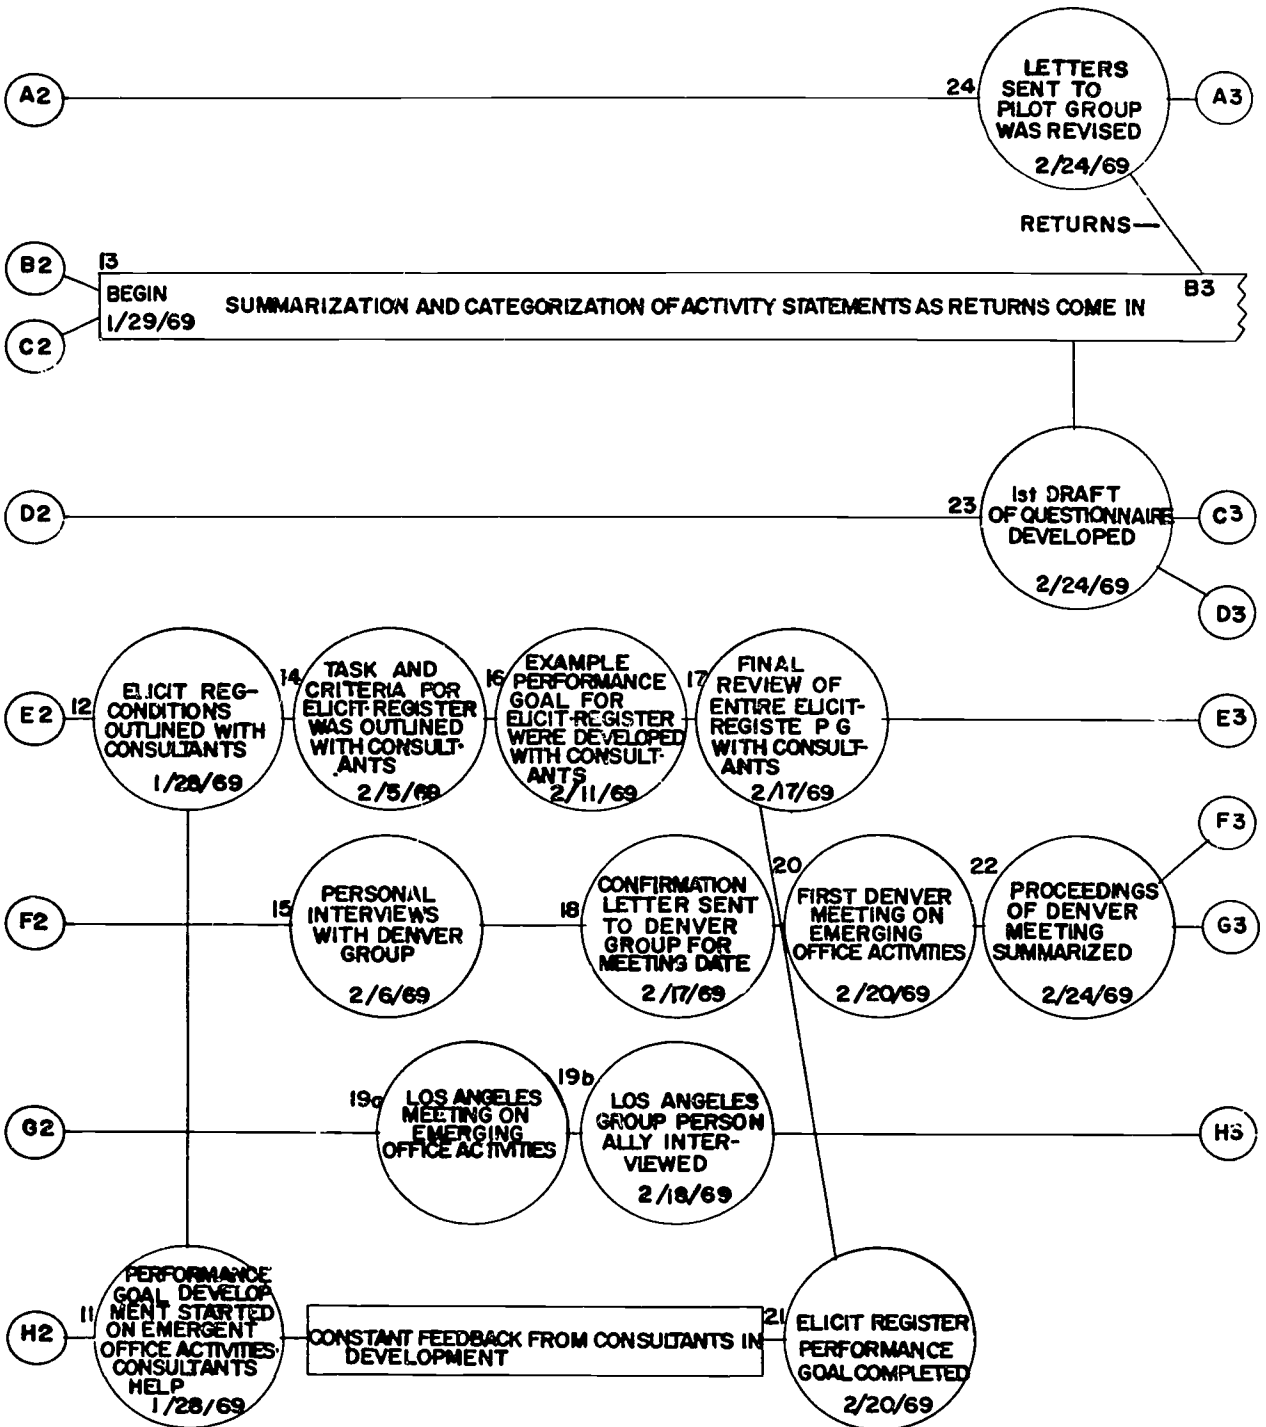 A2
24
LETTERS
SENT TO
PILOT GROUP
WAS REVISED
2/24/69
A3
RETURNS—
B2
C2
13
BEGIN
1/29/69
SUMMARIZATION AND CATEGORIZATION OF ACTIVITY STATEMENTS AS RETURNS COME IN
B3
D2
23
1st DRAFT
OF QUESTIONNAIRE
DEVELOPED
2/24/69
C3
D3
E2
12
ELICIT REG-
CONDITIONS
OUTLINED WITH
CONSULTANTS
1/28/69
14
TASK AND
CRITERIA FOR
ELICIT-REGISTER
WAS OUTLINED
WITH CONSULT-
ANTS
2/5/69
16
EXAMPLE
PERFORMANCE
GOAL FOR
ELICIT-REGISTER
WERE DEVELOPED
WITH CONSULT-
ANTS
2/11/69
17
FINAL
REVIEW OF
ENTIRE ELICIT-
REGISTE P G
WITH CONSULT-
ANTS
2/17/69
E3
F2
15
PERSONAL
INTERVIEWS
WITH DENVER
GROUP
2/6/69
18
CONFIRMATION
LETTER SENT
TO DENVER
GROUP FOR
MEETING DATE
2/17/69
20
FIRST DENVER
MEETING ON
EMERGING
OFFICE ACTIVITIES
2/20/69
22
PROCEEDINGS
OF DENVER
MEETING
SUMMARIZED
2/24/69
F3
G3
G2
19a
LOS ANGELES
MEETING ON
EMERGING
OFFICE ACTIVITIES
19b
LOS ANGELES
GROUP PERSON
ALLY INTER-
VIEWED
2/18/69
H3
H2
11
PERFORMANCE
GOAL DEVELOP
MENT STARTED
ON EMERGENT
OFFICE ACTIVITIES-
CONSULTANTS
HELP
1/28/69
CONSTANT FEEDBACK FROM CONSULTANTS IN
DEVELOPMENT
21
ELICIT REGISTER
PERFORMANCE
GOAL COMPLETED
2/20/69